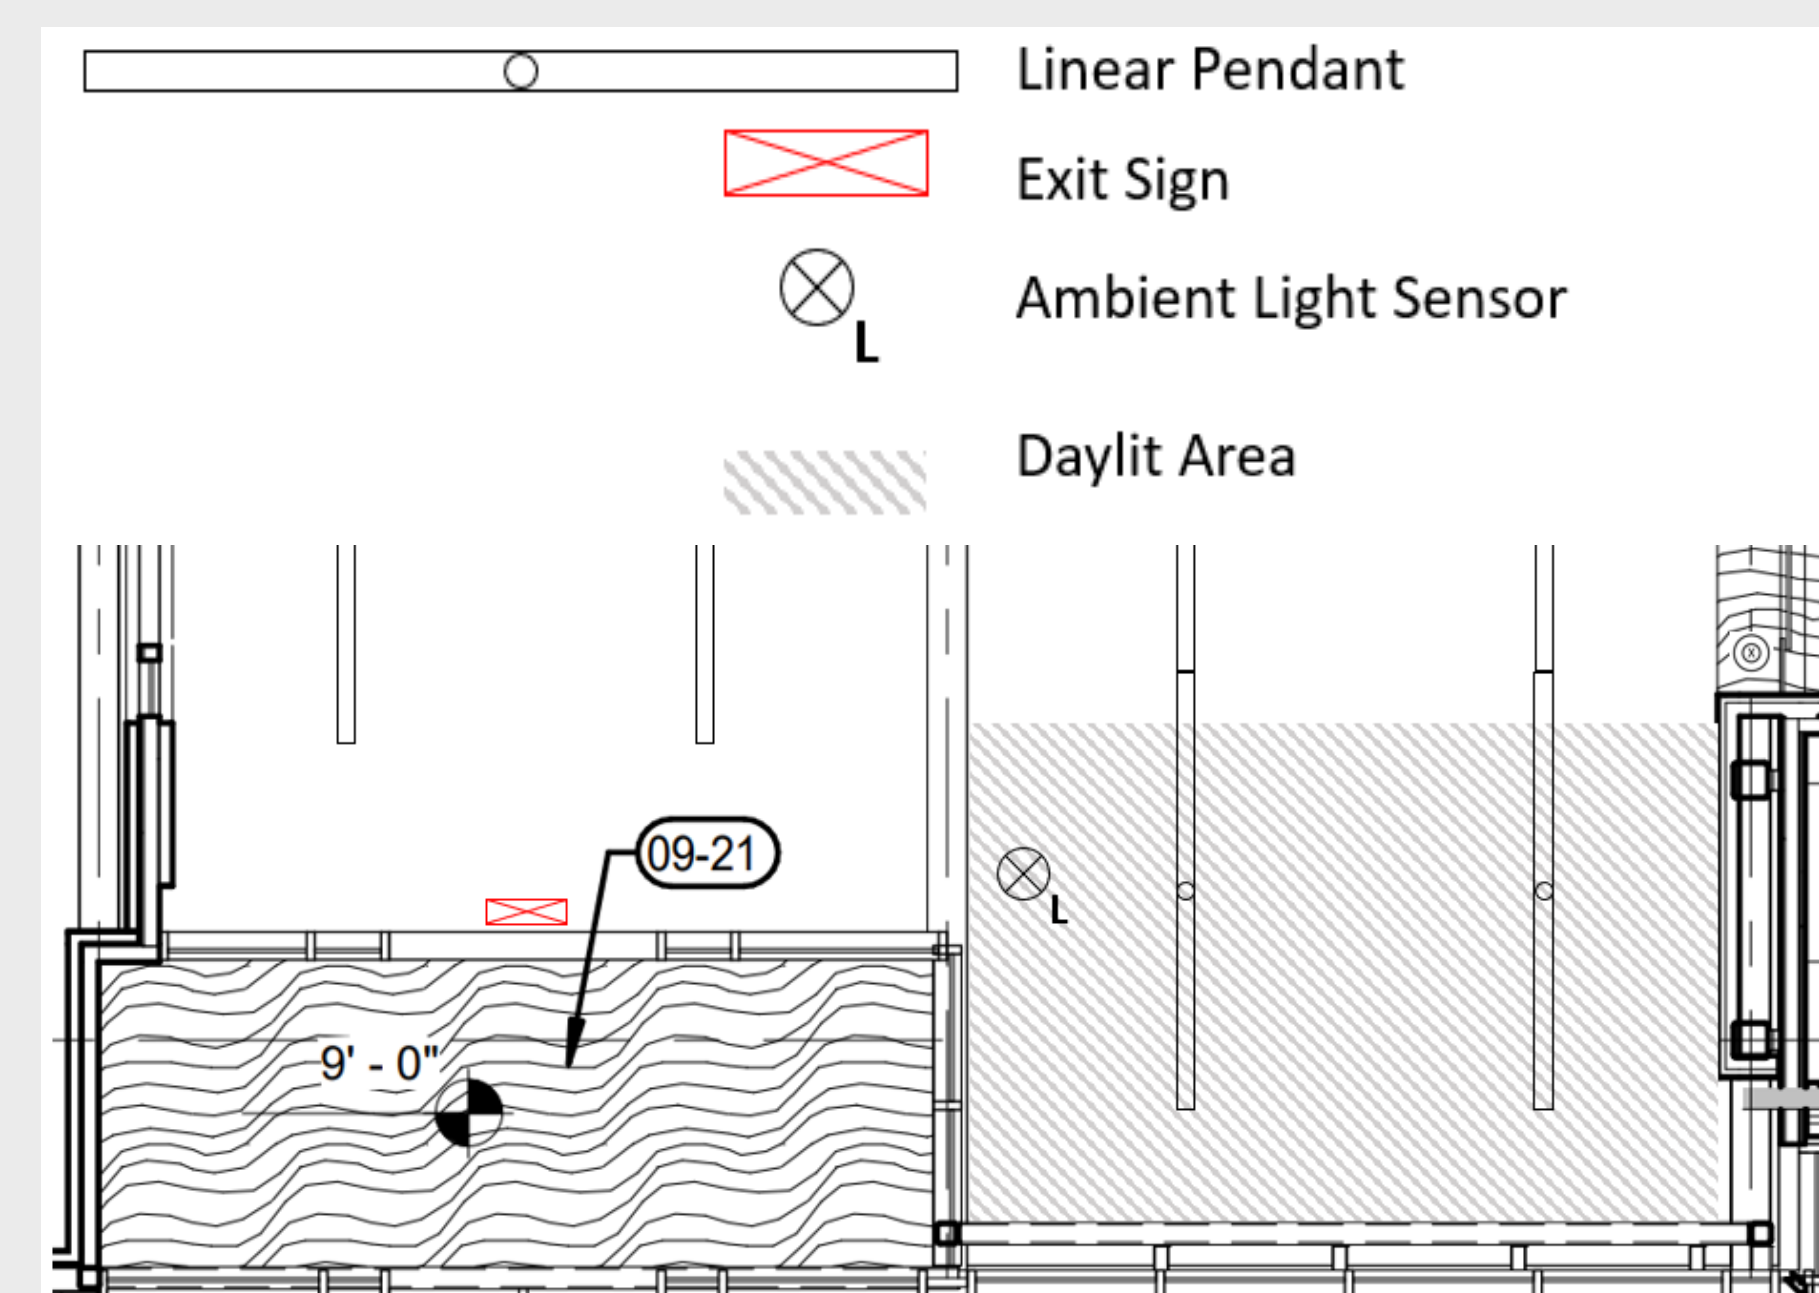 Linear Pendant
Exit Sign
Ambient Light Sensor
L
Daylit Area
X
09-21
L
9' - 0"